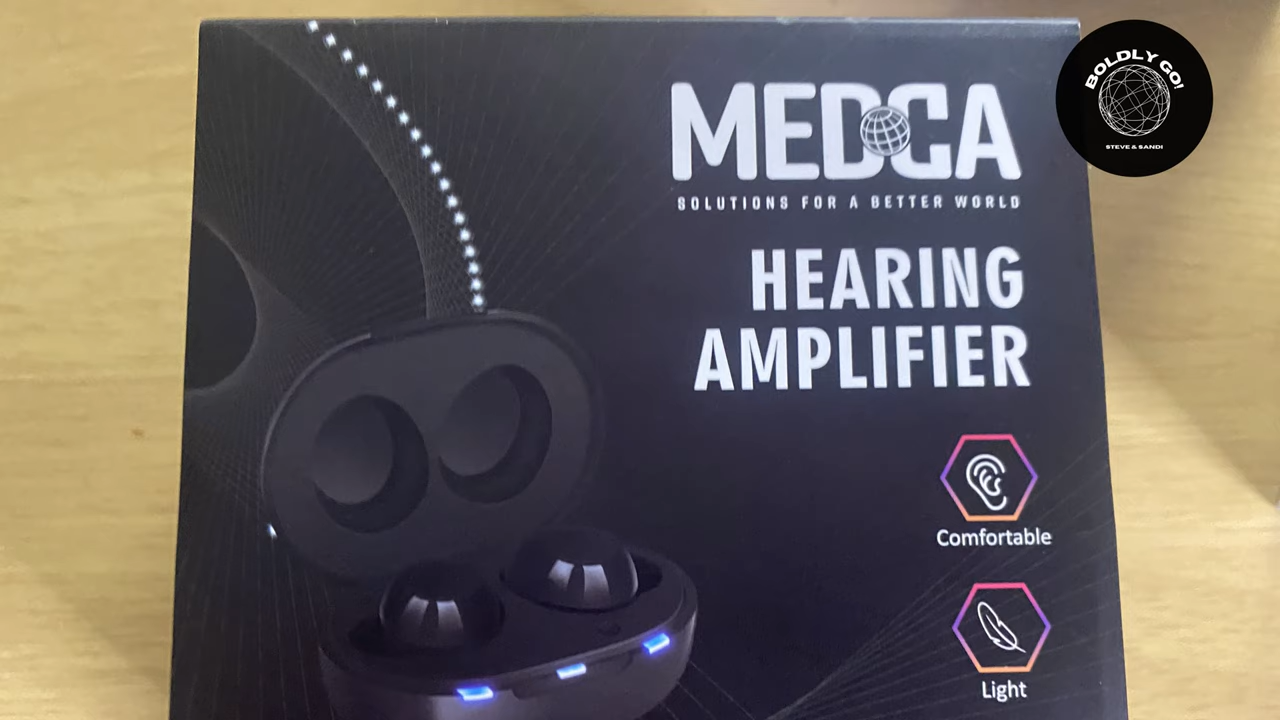 MEDCA
SOLUTIONS FOR A BETTER WORLD
HEARING
AMPLIFIER
Comfortable
Light
BOLDLY GO!
STEVE & SANDI